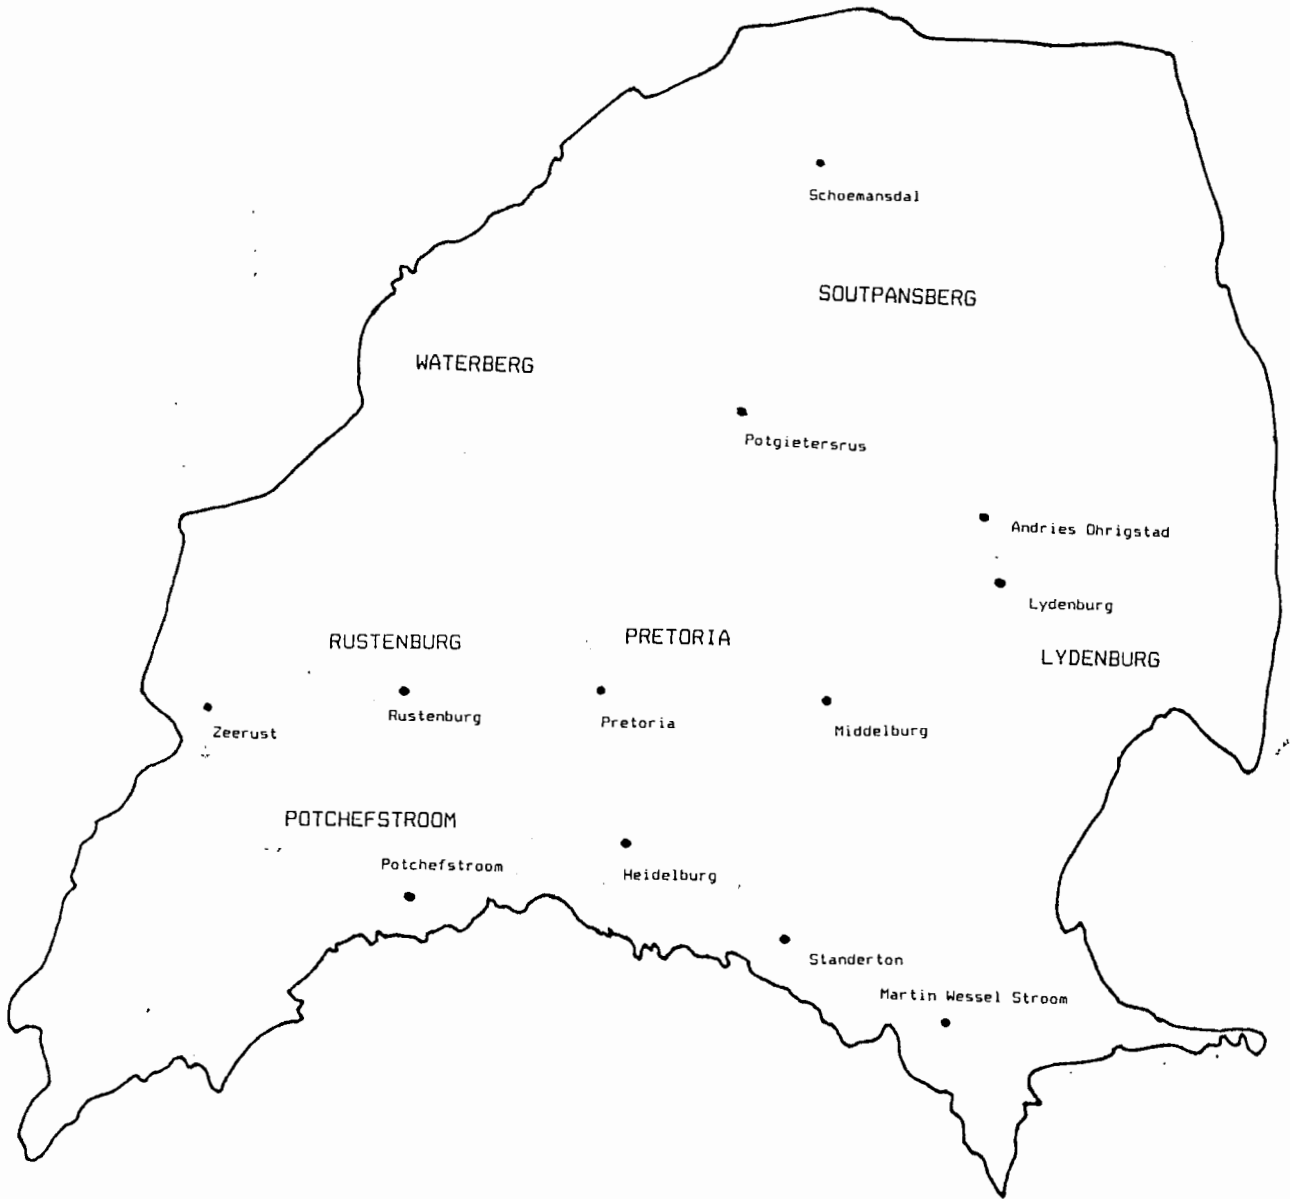 Schoemansdal
SOUTPANSBERG
WATERBERG
Potgietersrus
Andries Ohrigstad
Lydenburg
RUSTENBURG
PRETORIA
LYDENBURG
Rustenburg
Pretoria
Middelburg
Zeerust
POTCHEFSTROOM
Potchefstroom
Heidelburg
Standerton
Martin Wessel Stroom